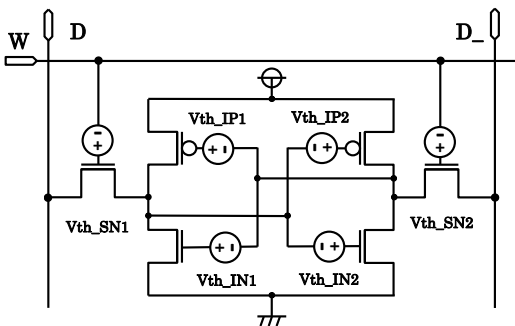 D
D_
W
Vth_IP1
Vth_IP2
Vth_SN1
Vth_SN2
Vth_IN1
Vth_IN2